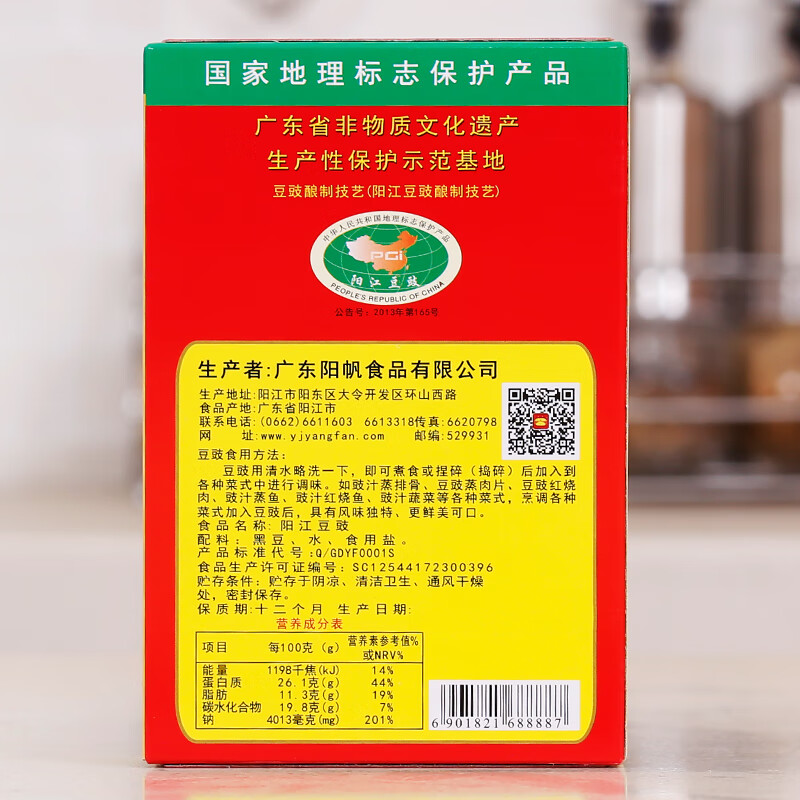 国家地理标志保护产品
广东省非物质文化遗产
生产性保护示范基地
豆豉酿制技艺(阳江豆豉酿制技艺)
中华人民共和国地理标志保护产品
PGI
阳江豆豉
PEOPLE'S REPUBLIC OF CHINA
公告号：2013年第165号
生产者:广东阳帆食品有限公司
生产地址:阳江市阳东区大令开发区环山西路
食品产地:广东省阳江市
联系电话:(0662)6611603 6613318传真:6620798
网 址:www.yjyangfan.com 邮编:529931
豆豉食用方法:
豆豉用清水略洗一下，即可煮食或捏碎（捣碎）后加入到
各种菜式中进行调味。如豉汁蒸排骨、豆豉蒸肉片、豆豉红烧
肉、豉汁蒸鱼、豉汁红烧鱼、豉汁蔬菜等各种菜式，烹调各种
菜式加入豆豉后，具有风味独特、更鲜美可口。
食品名称:阳江豆豉
配料：黑豆、水、食用盐。
产品标准代号:Q/GDYF0001S
食品生产许可证编号：SC12544172300396
贮存条件：贮存于阴凉、清洁卫生、通风干燥
处，密封保存。
保质期:十二个月 生产日期:
营养成分表
项目 每100克（g） 营养素参考值%
或NRV%
能量 1198千焦(kJ) 14%
蛋白质 26.1克(g) 44%
脂肪 11.3克(g) 19%
碳水化合物 19.8克(g) 7%
钠 4013毫克(mg) 201%
6 901821 688887